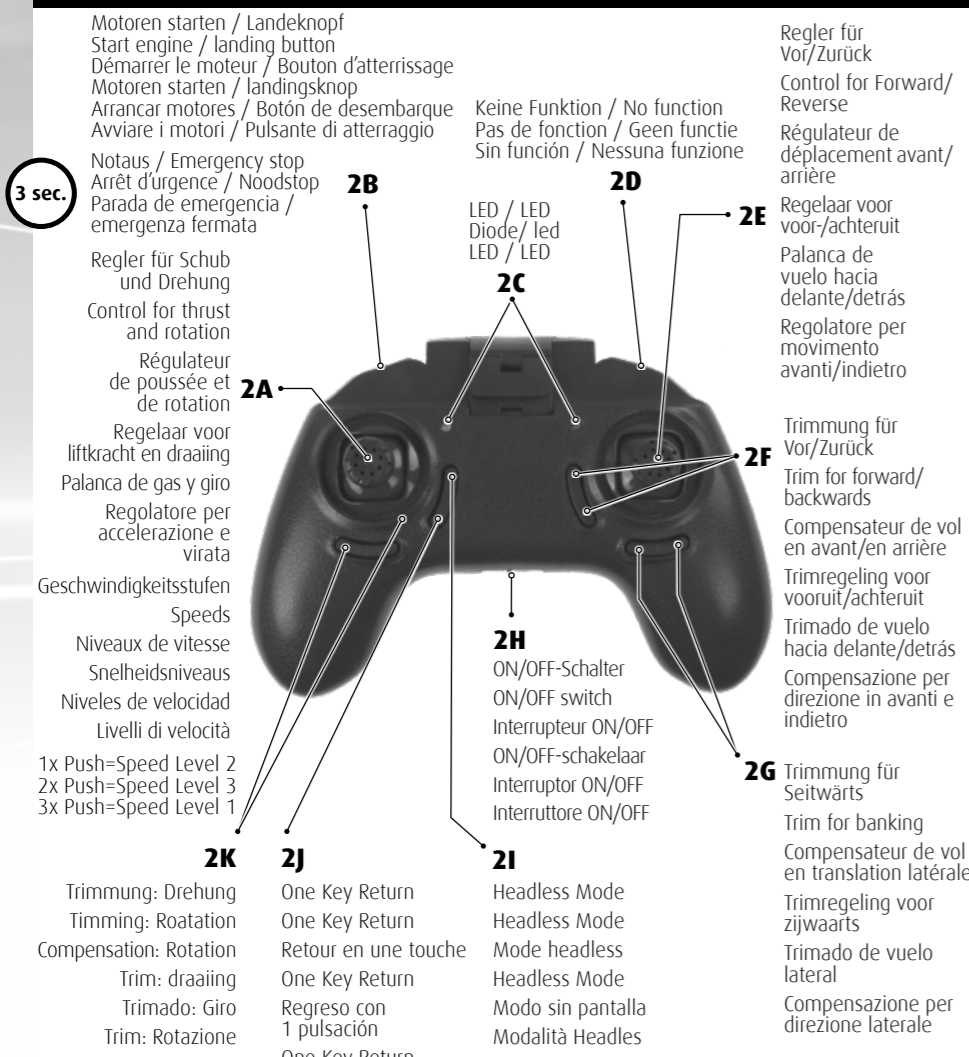 Motoren starten / Landeknopf
Start engine / landing button
Démarrer le moteur / Bouton d'atterrissage
Motoren starten / landingsknop
Arrancar motores / Botón de desembarque
Avviare i motori / Pulsante di atterraggio
3 sec.
Notaus / Emergency stop
Arrêt d'urgence / Noodstop
Parada de emergencia /
emergenza fermata
2B
Keine Funktion / No function
Pas de fonction / Geen functie
Sin función / Nessuna funzione
2D
LED / LED
Diode/ led
LED / LED
2C
Regler für
Vor/Zurück
Control for Forward/
Reverse
Régulateur de
déplacement avant/
arrière
2E
Regelaar voor
voor-/achteruit
Palanca de
vuelo hacia
delante/detrás
Regolatore per
movimento
avanti/indietro
Regler für Schub
und Drehung
Control for thrust
and rotation
Régulateur
de poussée et
de rotation
2A
Regelaar voor
liftkracht en draaiing
Palanca de gas y giro
Regolatore per
accelerazione e
virata
Geschwindigkeitsstufen
Speeds
Niveaux de vitesse
Snelheidsniveaus
Niveles de velocidad
Livelli di velocità
1x Push=Speed Level 2
2x Push=Speed Level 3
3x Push=Speed Level 1
2F
Trimmung für
Vor/Zurück
Trim for forward/
backwards
Compensateur de vol
en avant/en arrière
Trimregeling voor
vooruit/achteruit
Trimado de vuelo
hacia delante/detrás
Compensazione per
direzione in avanti e
indietro
2H
ON/OFF-Schalter
ON/OFF switch
Interrupteur ON/OFF
ON/OFF-schakelaar
Interruptor ON/OFF
Interruttore ON/OFF
2G
Trimmung für
Seitwärts
Trim for banking
Compensateur de vol
en translation latérale
Trimregeling voor
zijwaarts
Trimado de vuelo
lateral
Compensazione per
direzione laterale
2K
Trimmung: Drehung
Timming: Roatation
Compensation: Rotation
Trim: draaiing
Trimado: Giro
Trim: Rotazione
2J
One Key Return
One Key Return
Retour en une touche
One Key Return
Regreso con
1 pulsación
One Key Return
2I
Headless Mode
Headless Mode
Mode headless
Headless Mode
Modo sin pantalla
Modalità Headles